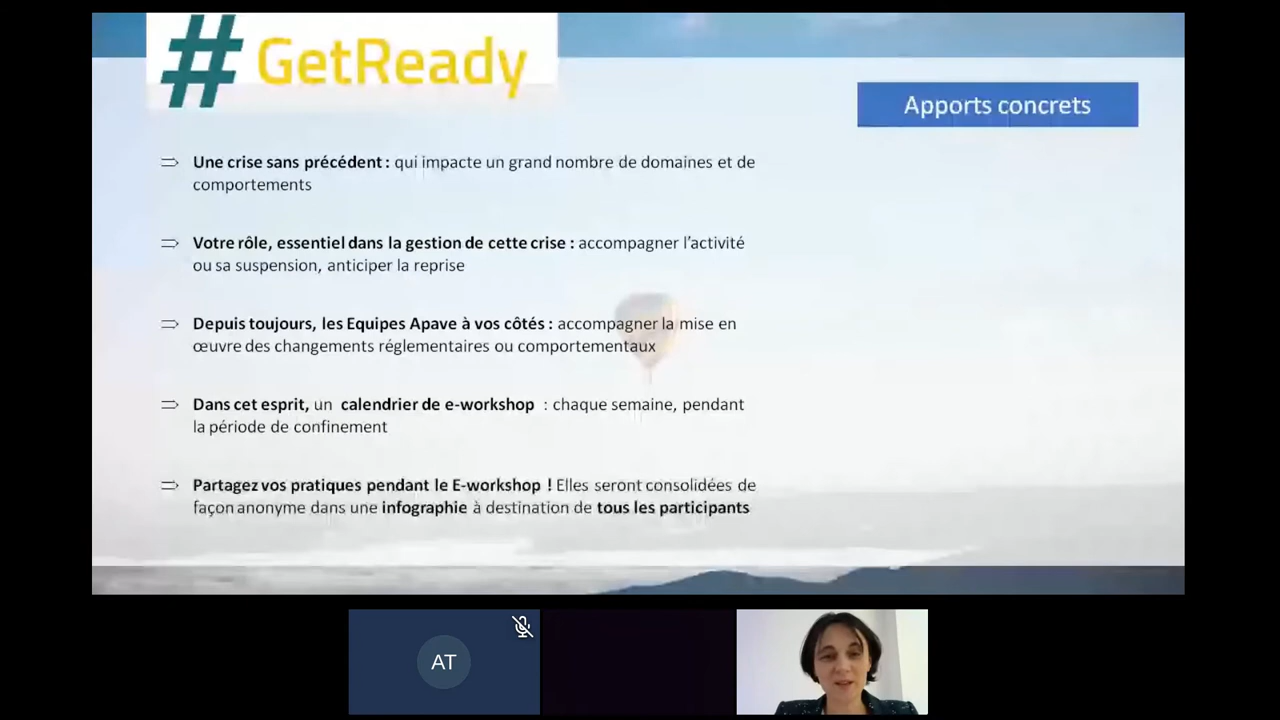 #GetReady
Apports concrets
⇒ Une crise sans précédent : qui impacte un grand nombre de domaines et de
comportements
⇒ Votre rôle, essentiel dans la gestion de cette crise : accompagner l’activité
ou sa suspension, anticiper la reprise
⇒ Depuis toujours, les Equipes Apave à vos côtés : accompagner la mise en
œuvre des changements réglementaires ou comportementaux
⇒ Dans cet esprit, un calendrier de e-workshop : chaque semaine, pendant
la période de confinement
⇒ Partagez vos pratiques pendant le E-workshop ! Elles seront consolidées de
façon anonyme dans une infographie à destination de tous les participants
AT